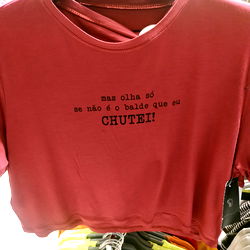 mas olha só
se não é o balde que eu
CHUTEI!